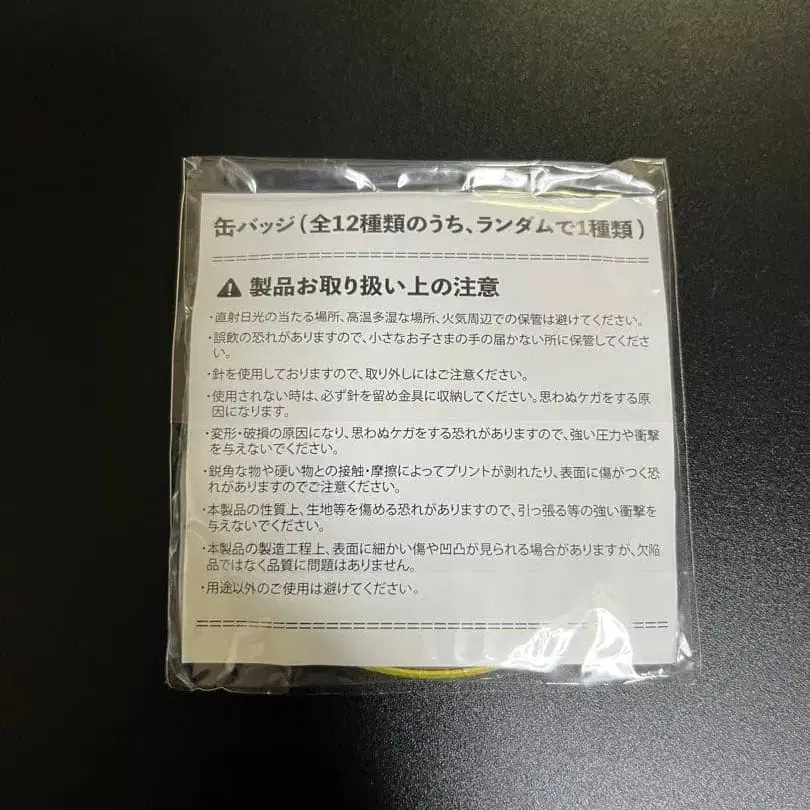 缶バッジ(全12種類のうち、ランダムで1種類)
⚠ 製品お取り扱い上の注意
・直射日光の当たる場所、高温多湿な場所、火気周辺での保管は避けてください。
・誤飲の恐れがありますので、小さなお子さまの手の届かない所に保管してくださ
い。
・針を使用しておりますので、取り外しにはご注意ください。
・使用されない時は、必ず針を留め金具に収納してください。思わぬケガをする原
因になります。
・変形・破損の原因になり、思わぬケガをする恐れがありますので、強い圧力や衝撃
を与えないでください。
・鋭角な物や硬い物との接触・摩擦によってプリントが剥れたり、表面に傷がつく恐
れがありますのでご注意ください。
・本製品の性質上、生地等を傷める恐れがありますので、引っ張る等の強い衝撃を
与えないでください。
・本製品の製造工程上、表面に細かい傷や凹凸が見られる場合がありますが、欠陥
品ではなく品質に問題はありません。
・用途以外のご使用は避けてください。